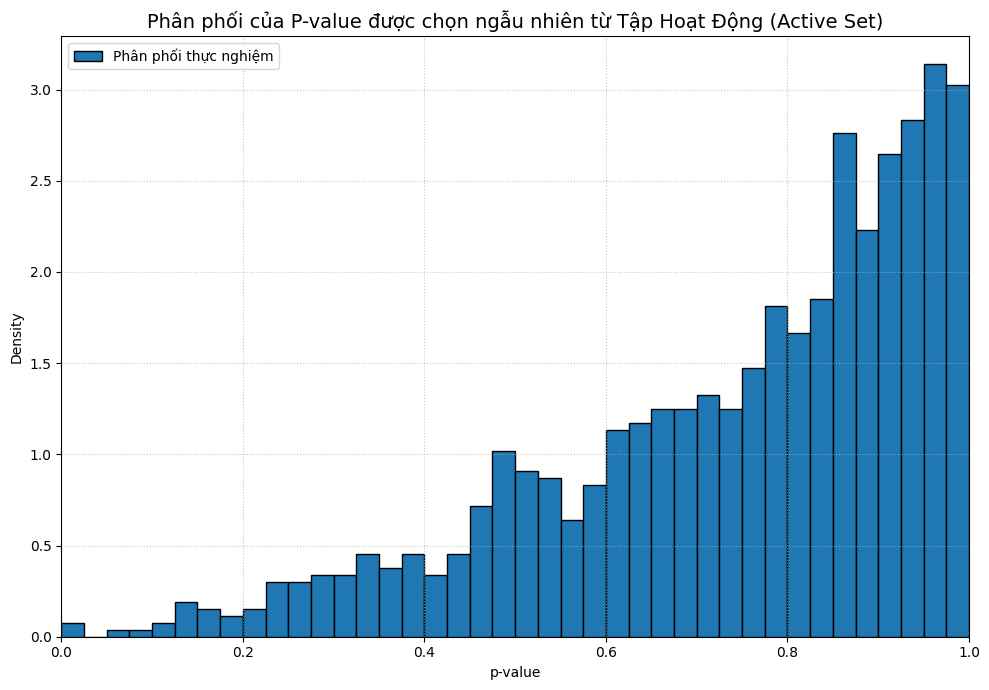 Phân phối của P-value được chọn ngẫu nhiên từ Tập Hoạt Động (Active Set)
Phân phối thực nghiệm
Density
3.0
2.5
2.0
1.5
1.0
0.5
0.0
0.0 0.2 0.4 0.6 0.8 1.0
p-value